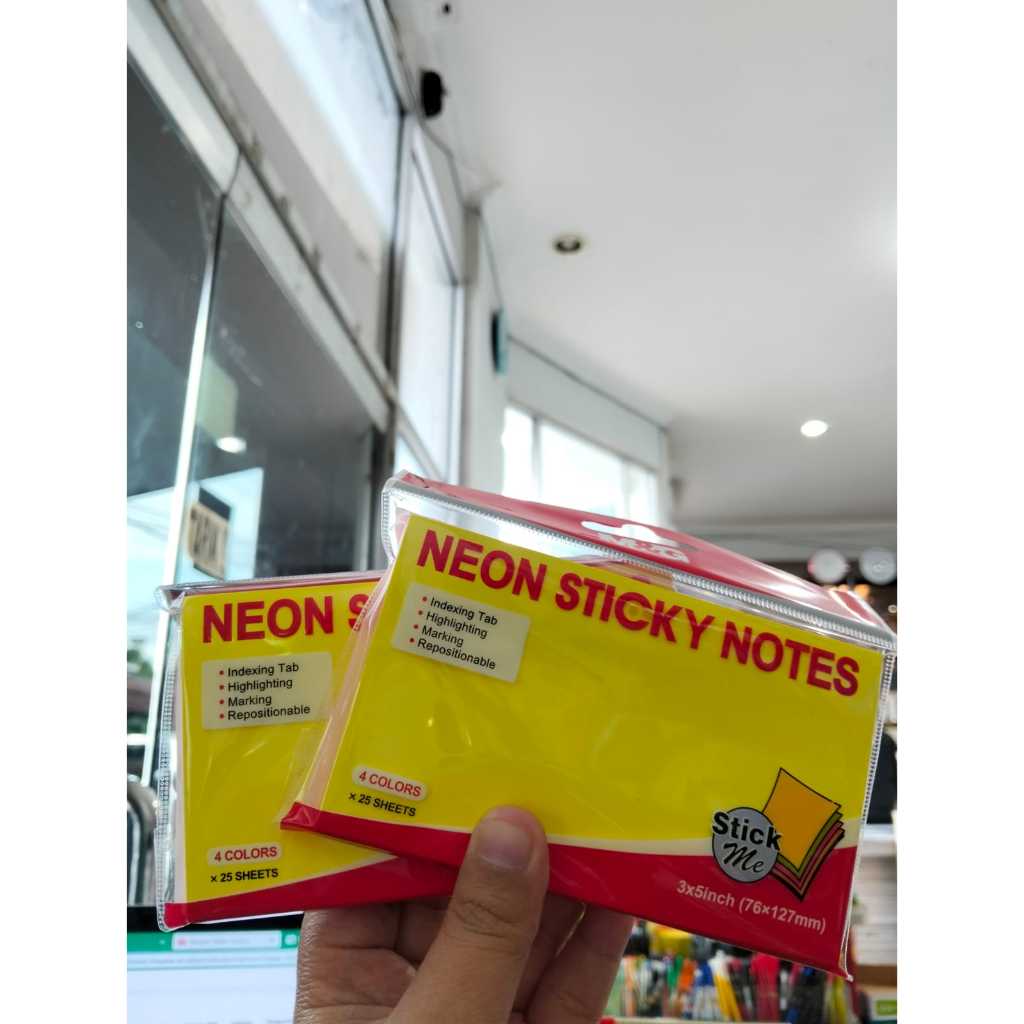 M&G
NEON STICKY NOTES
• Indexing Tab
• Highlighting
• Marking
• Repositionable
4 COLORS
× 25 SHEETS
Stick
Me
3x5inch (76×127mm)
NEON S
• Indexing Tab
• Highlighting
• Marking
• Repositionable
4 COLORS
× 25 SHEETS